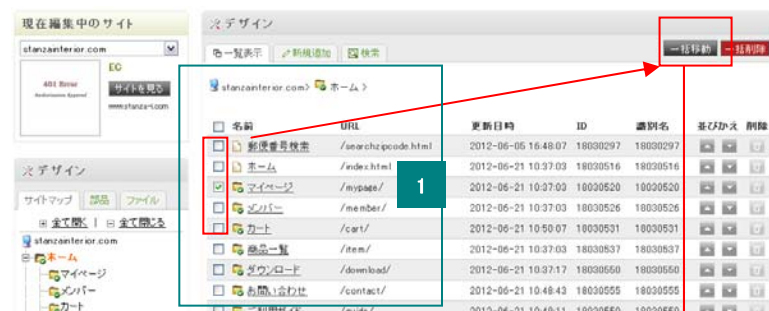 現在編集中のサイト
stanzainterior.com
EC
401 Error
Authorization Required
サイトを見る
www.stanza-i.com
デザイン
サイトマップ 部品 ファイル
全て開く | 全て閉じる
stanzainterior.com
ホーム
マイページ
メンバー
カート
デザイン
一覧表示 新規追加 検索
一括移動 一括削除
stanzainterior.com> ホーム >
名前 URL 更新日時 ID 識別名 並びかえ 削除
郵便番号検索 /searchzipcode.html 2012-06-05 16:48:07 18030297 18030297
ホーム /index.html 2012-06-21 10:37:03 18030516 18030516
マイページ /mypage/ 2012-06-21 10:37:03 18030520 18030520
1
メンバー /member/ 2012-06-21 10:37:03 18030526 18030526
カート /cart/ 2012-06-21 10:50:07 18030531 18030531
商品一覧 /item/ 2012-06-21 10:37:03 18030537 18030537
ダウンロード /download/ 2012-06-21 10:37:17 18030550 18030550
お問い合わせ /contact/ 2012-06-21 10:48:43 18030555 18030555